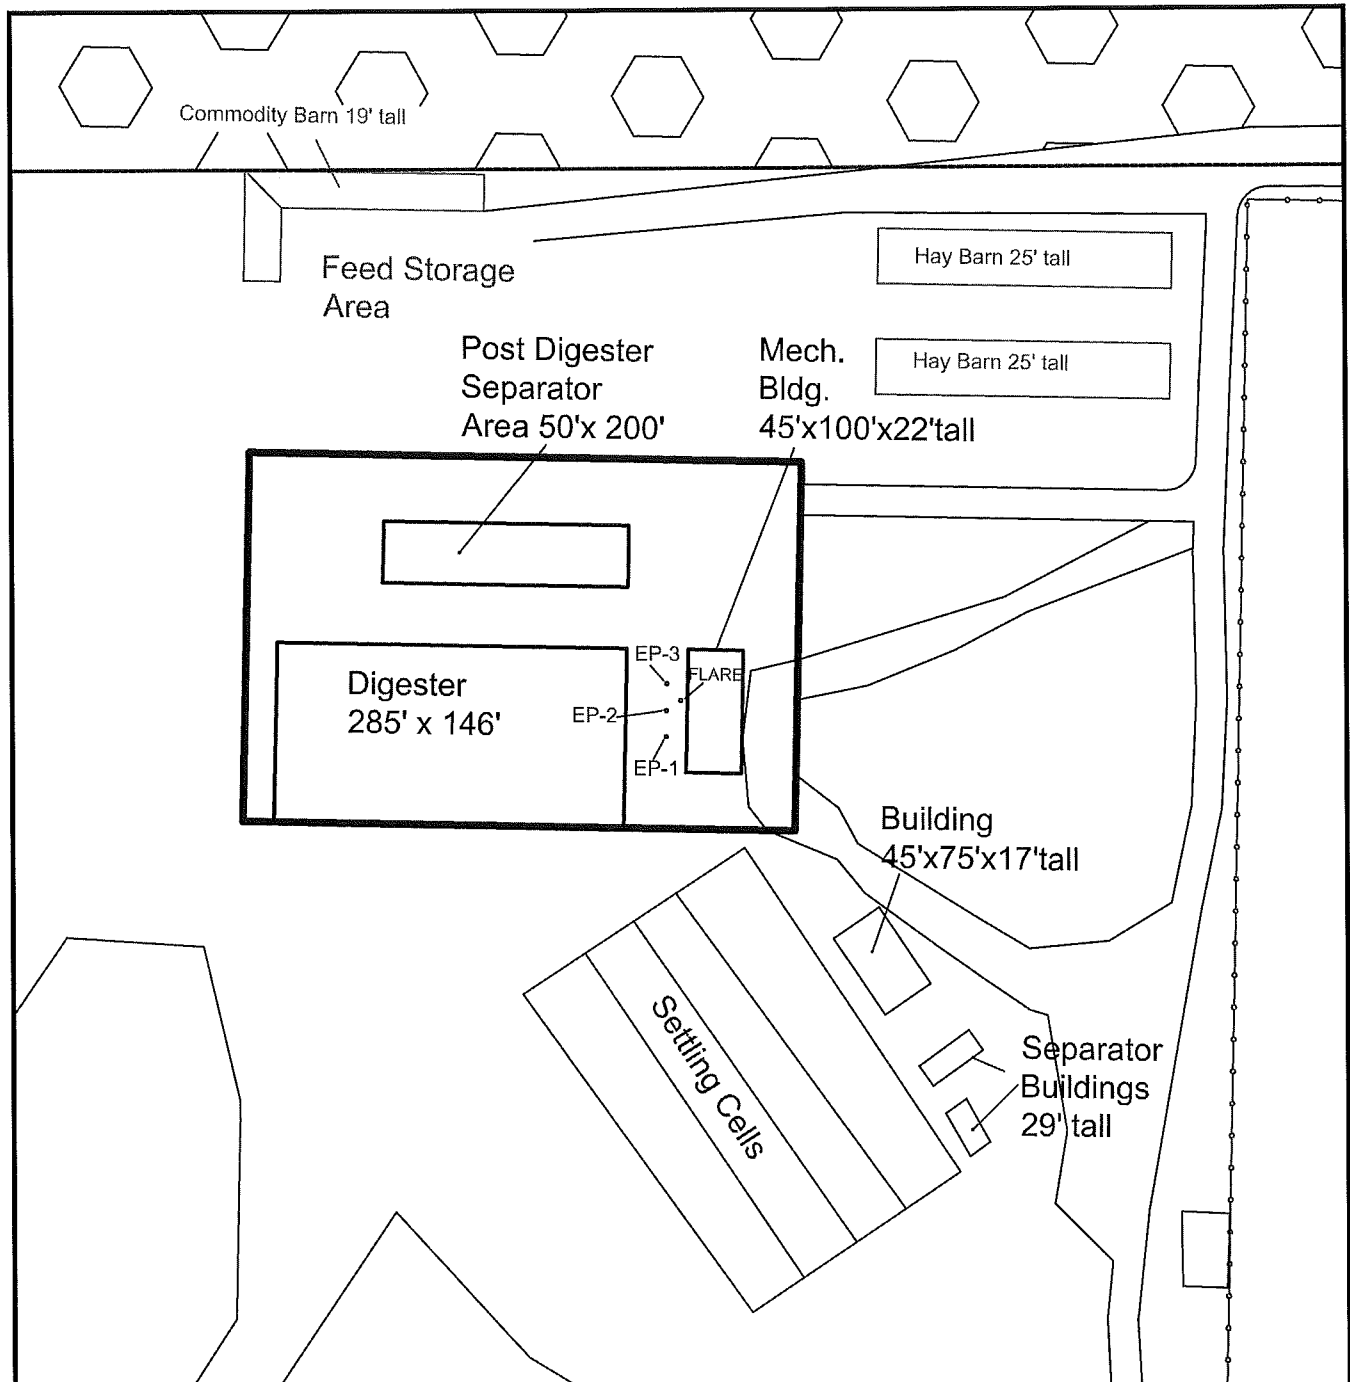 Commodity Barn 19' tall
Feed Storage
Area
Hay Barn 25' tall
Hay Barn 25' tall
Post Digester
Separator
Area 50'x 200'
Mech.
Bldg.
45'x100'x22'tall
EP-3
FLARE
Digester
285' x 146'
EP-2
EP-1
Building
45'x75'x17'tall
Settling Cells
Separator
Buildings
29' tall